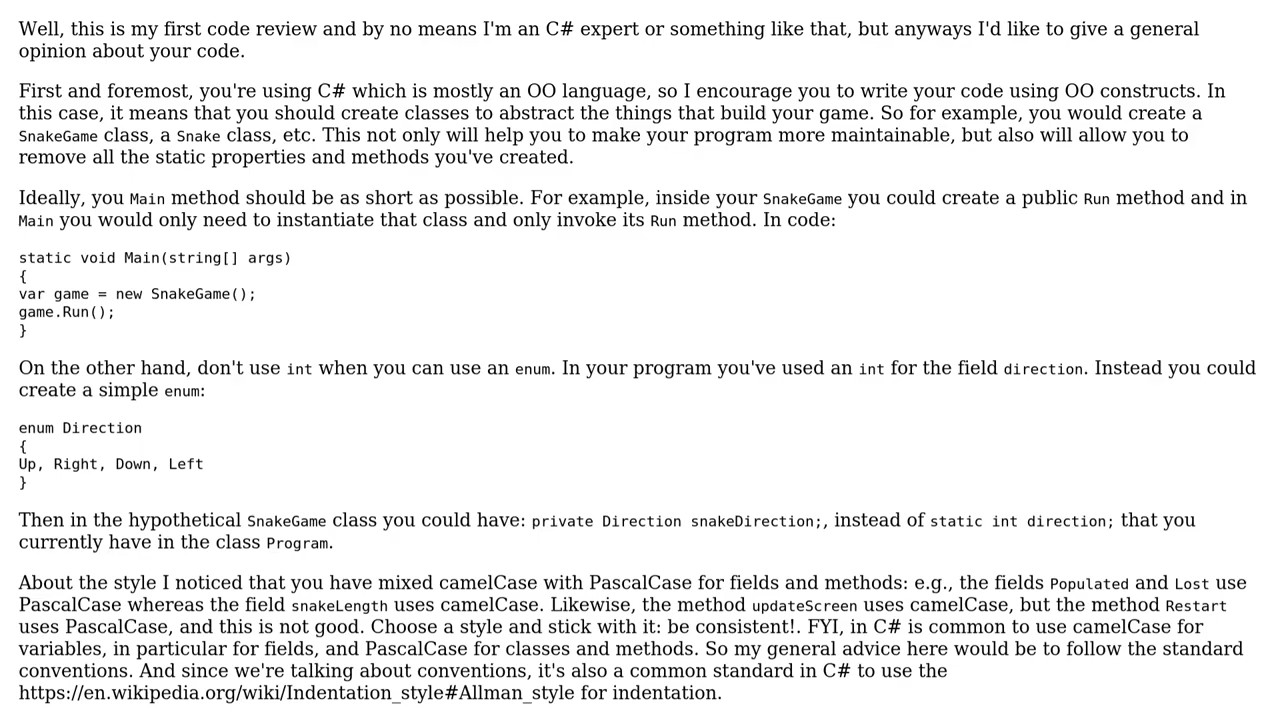 Well, this is my first code review and by no means I'm an C# expert or something like that, but anyways I'd like to give a general
opinion about your code.
First and foremost, you're using C# which is mostly an OO language, so I encourage you to write your code using OO constructs. In
this case, it means that you should create classes to abstract the things that build your game. So for example, you would create a
SnakeGame class, a Snake class, etc. This not only will help you to make your program more maintainable, but also will allow you to
remove all the static properties and methods you've created.
Ideally, you Main method should be as short as possible. For example, inside your SnakeGame you could create a public Run method and in
Main you would only need to instantiate that class and only invoke its Run method. In code:
static void Main(string[] args)
{
var game = new SnakeGame();
game.Run();
}
On the other hand, don't use int when you can use an enum. In your program you've used an int for the field direction. Instead you could
create a simple enum:
enum Direction
{
Up, Right, Down, Left
}
Then in the hypothetical SnakeGame class you could have: private Direction snakeDirection;, instead of static int direction; that you
currently have in the class Program.
About the style I noticed that you have mixed camelCase with PascalCase for fields and methods: e.g., the fields Populated and Lost use
PascalCase whereas the field snakeLength uses camelCase. Likewise, the method updateScreen uses camelCase, but the method Restart
uses PascalCase, and this is not good. Choose a style and stick with it: be consistent!. FYI, in C# is common to use camelCase for
variables, in particular for fields, and PascalCase for classes and methods. So my general advice here would be to follow the standard
conventions. And since we're talking about conventions, it's also a common standard in C# to use the
https://en.wikipedia.org/wiki/Indentation_style#Allman_style for indentation.